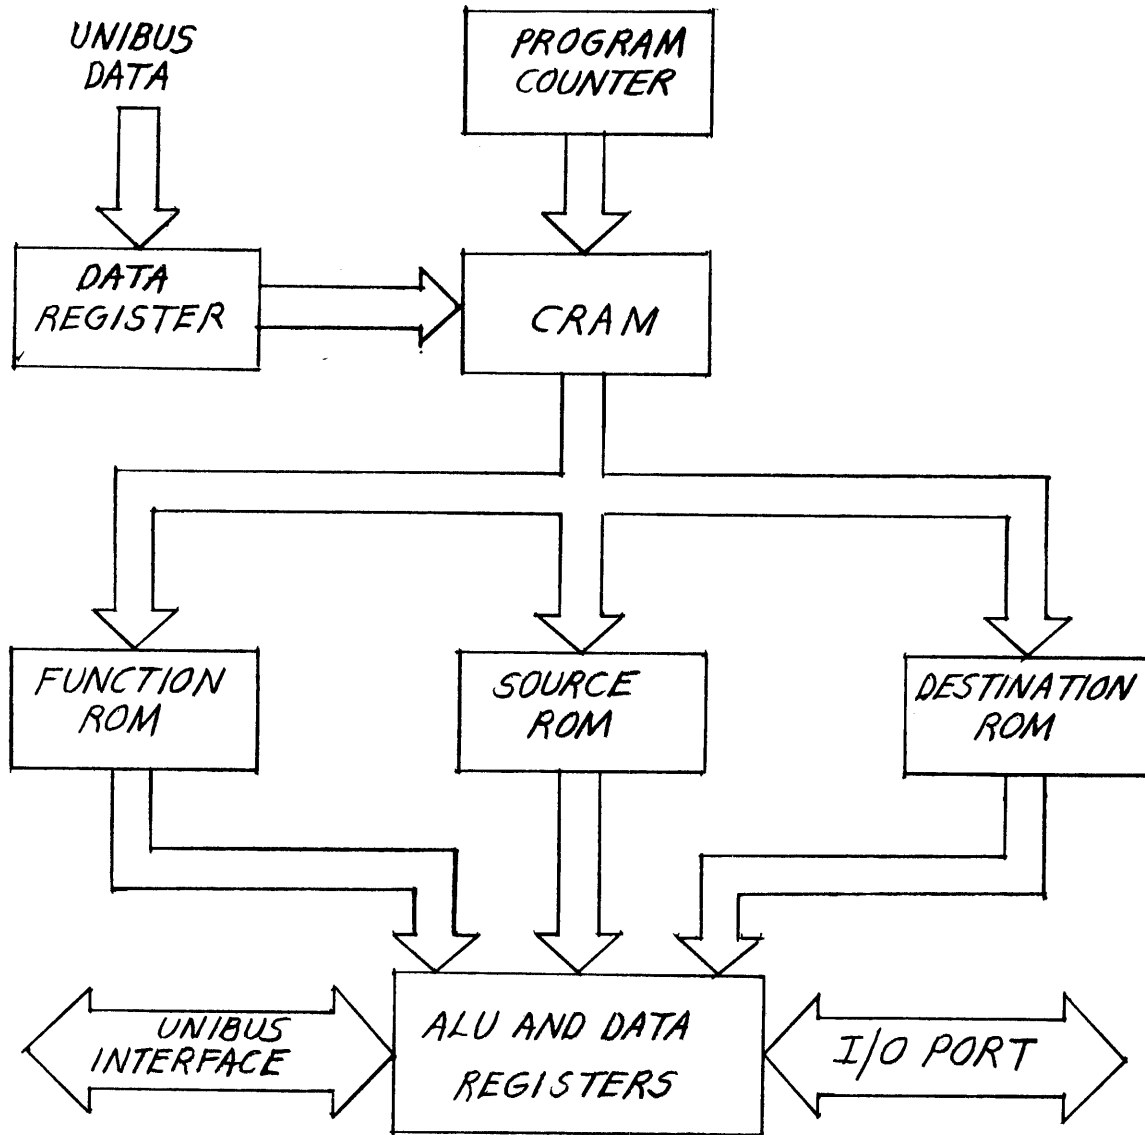 UNIBUS
DATA
PROGRAM
COUNTER
DATA
REGISTER
CRAM
FUNCTION
ROM
SOURCE
ROM
DESTINATION
ROM
UNIBUS
INTERFACE
ALU AND DATA
REGISTERS
I/O PORT